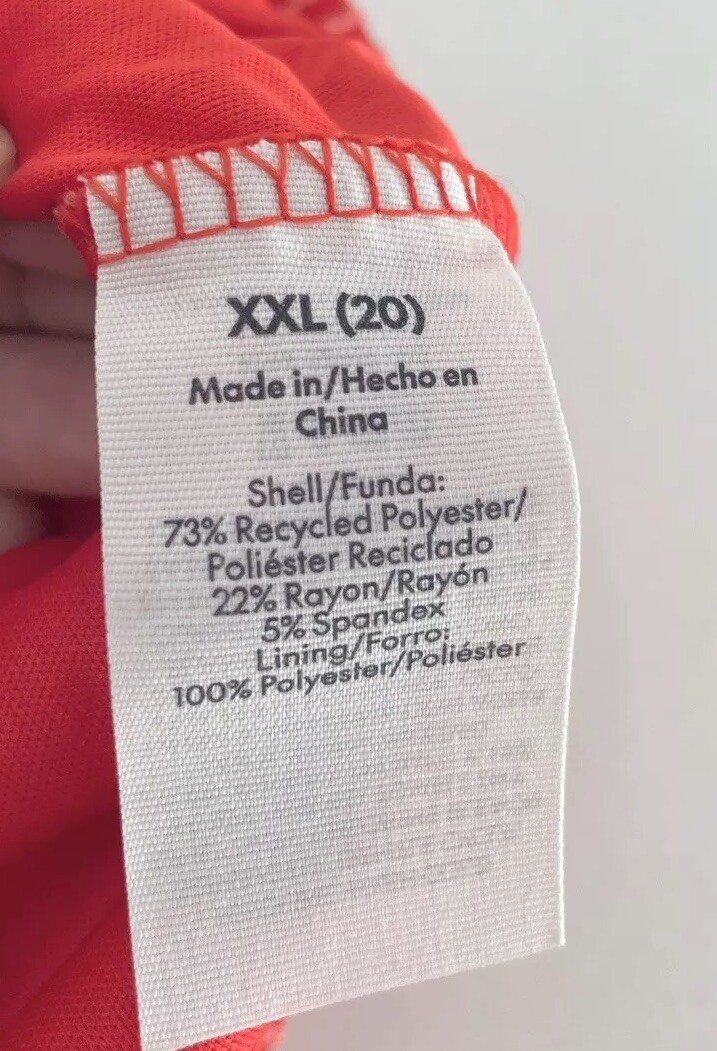 XXL (20)
Made in/Hecho en
China
Shell/Funda:
73% Recycled Polyester/
Poliéster Reciclado
22% Rayon/Rayón
5% Spandex
Lining/Forro:
100% Polyester/Poliéster